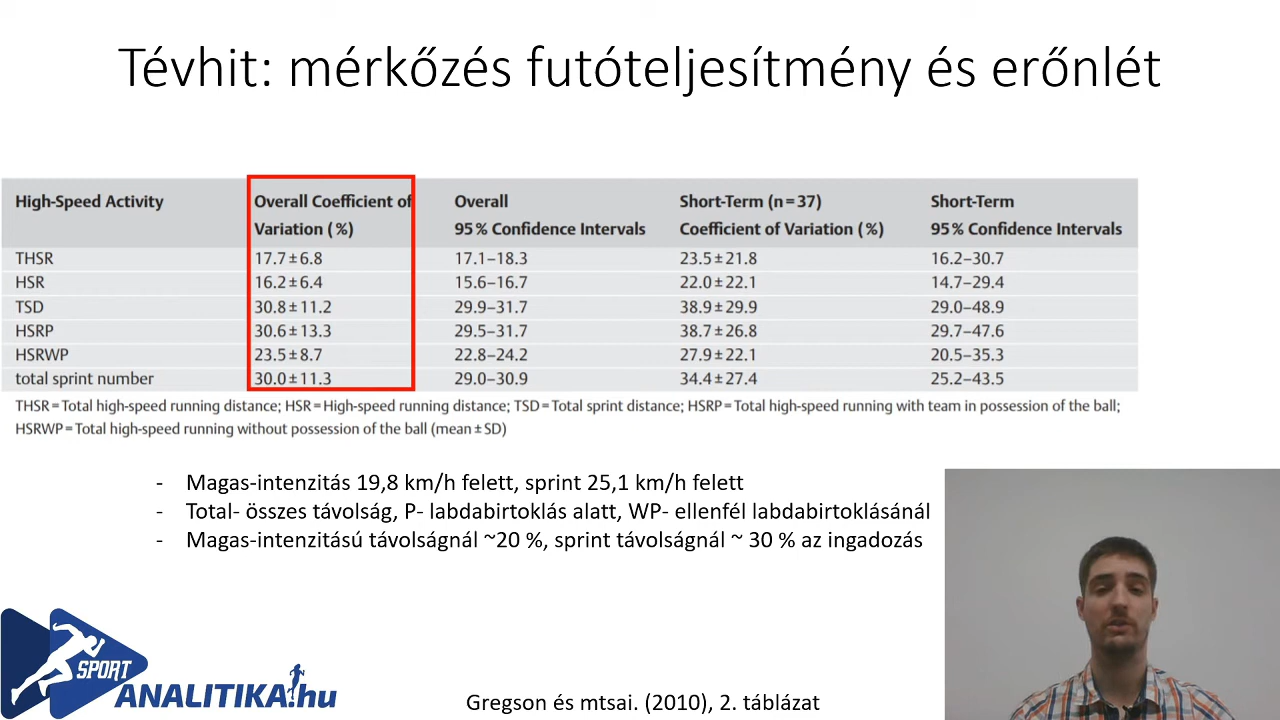 Tévhit: mérkőzés futóteljesítmény és erőnlét
High-Speed Activity Overall Coefficient of Overall Short-Term (n = 37) Short-Term
Variation (%) 95 % Confidence Intervals Coefficient of Variation (%) 95 % Confidence Intervals
THSR 17.7 ± 6.8 17.1–18.3 23.5 ± 21.8 16.2–30.7
HSR 16.2 ± 6.4 15.6–16.7 22.0 ± 22.1 14.7–29.4
TSD 30.8 ± 11.2 29.9–31.7 38.9 ± 29.9 29.0–48.9
HSRP 30.6 ± 13.3 29.5–31.7 38.7 ± 26.8 29.7–47.6
HSRWP 23.5 ± 8.7 22.8–24.2 27.9 ± 22.1 20.5–35.3
total sprint number 30.0 ± 11.3 29.0–30.9 34.4 ± 27.4 25.2–43.5
THSR = Total high-speed running distance; HSR = High-speed running distance; TSD = Total sprint distance; HSRP = Total high-speed running with team in possession of the ball;
HSRWP = Total high-speed running without possession of the ball (mean ± SD)
- Magas-intenzitás 19,8 km/h felett, sprint 25,1 km/h felett
- Total- összes távolság, P- labdabirtoklás alatt, WP- ellenfél labdabirtoklásánál
- Magas-intenzitású távolságnál ~20 %, sprint távolságnál ~ 30 % az ingadozás
SPORT
ANALITIKA.hu
Gregson és mtsai. (2010), 2. táblázat